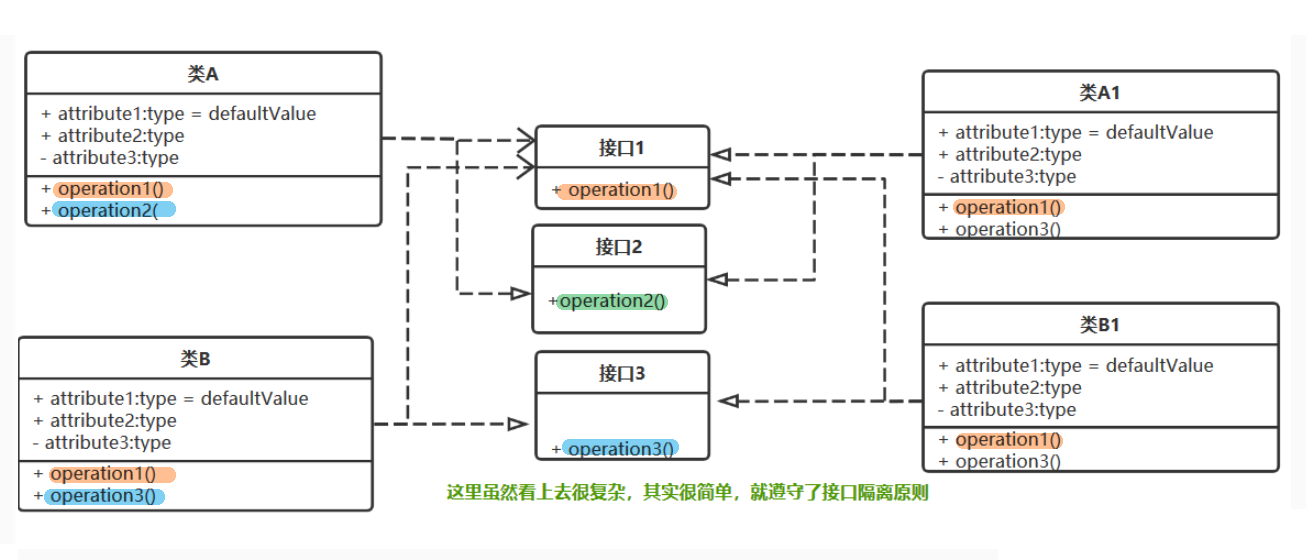 类A
+ attribute1:type = defaultValue
+ attribute2:type
- attribute3:type
+ operation1()
+ operation2(
类B
+ attribute1:type = defaultValue
+ attribute2:type
- attribute3:type
+ operation1()
+ operation3()
接口1
+ operation1()
接口2
+operation2()
接口3
+ operation3()
类A1
+ attribute1:type = defaultValue
+ attribute2:type
- attribute3:type
+ operation1()
+ operation3()
类B1
+ attribute1:type = defaultValue
+ attribute2:type
- attribute3:type
+ operation1()
+ operation3()
这里虽然看上去很复杂，其实很简单，就遵守了接口隔离原则